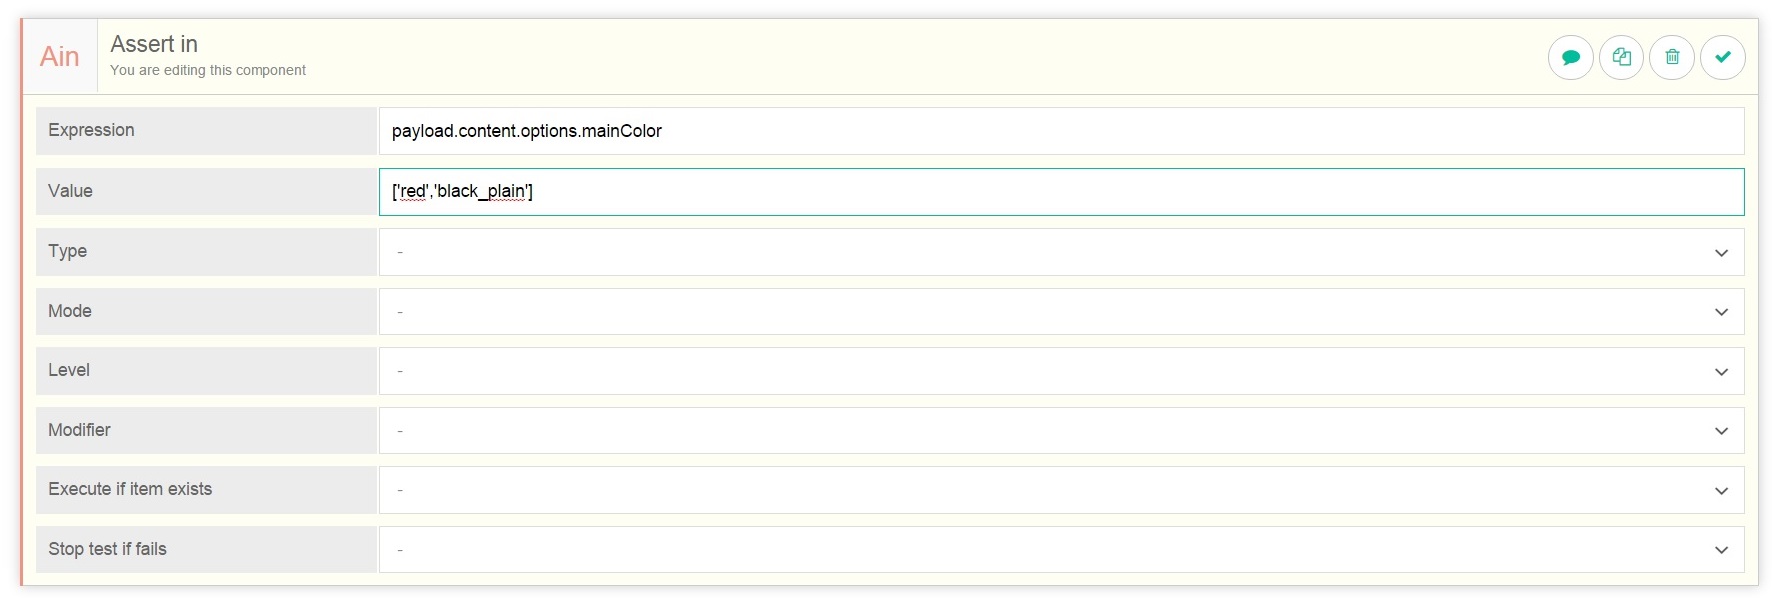 Ain
Assert in
You are editing this component
Expression
payload.content.options.mainColor
Value
['red','black_plain']
Type
-
Mode
-
Level
-
Modifier
-
Execute if item exists
-
Stop test if fails
-